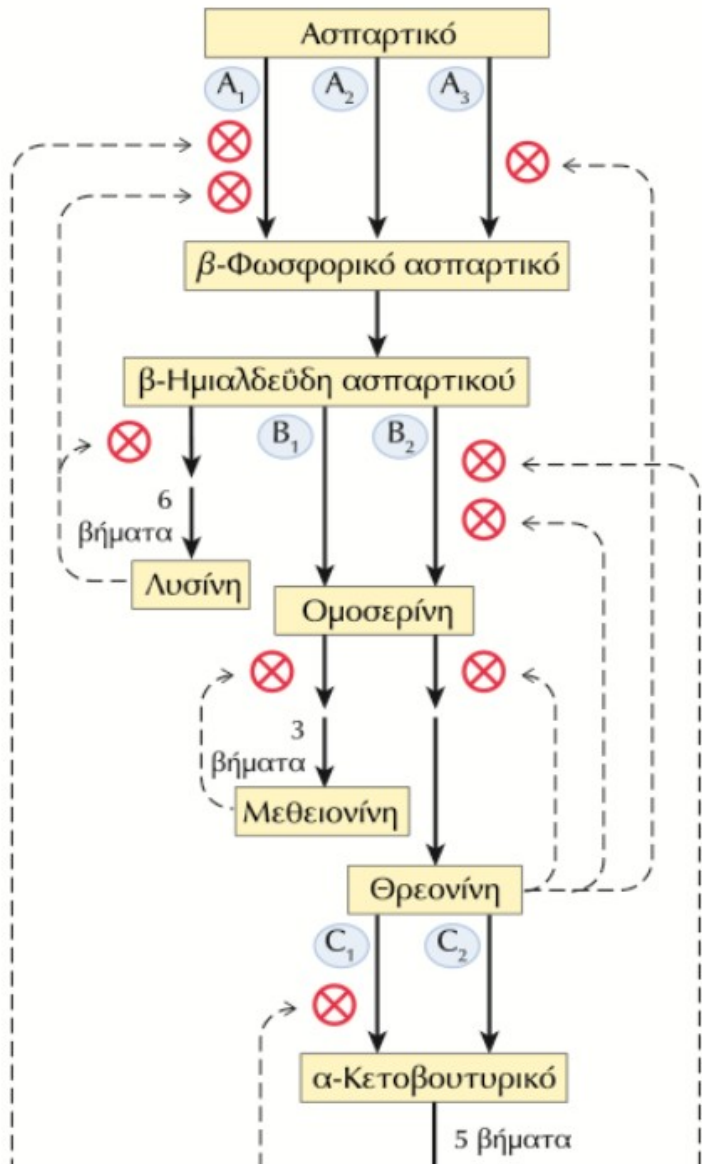 Ασπαρτικό
A₁ A₂ A₃
β-Φωσφορικό ασπαρτικό
β-Ημιαλδεΰδη ασπαρτικού
B₁ B₂
6
βήματα
Λυσίνη
Ομοσερίνη
3
βήματα
Μεθειονίνη
Θρεονίνη
C₁ C₂
α-Κετοβουτυρικό
5 βήματα